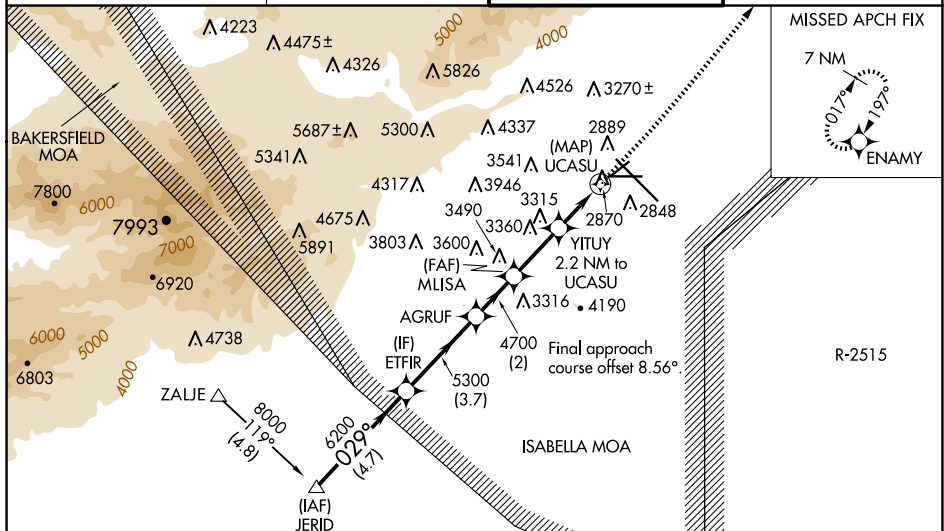 4223
4475±
4326
5826
5000
4000
MISSED APCH FIX
7 NM
017°
197°
ENAMY
4526
3270±
BAKERSFIELD
MOA
5687±
5300
4337
2889
(MAP)
UCASU
5341
3541
7800
6000
4317
3946
2870
2848
7993
7000
4675
5891
3490
3315
3360
3803
3600
YITUY
2.2 NM to
UCASU
(FAF)
MLISA
6920
3316
4190
AGRUF
4738
6000
5000
4000
6803
(IF)
ETFIR
4700
(2)
Final approach
course offset 8.56°.
R-2515
5300
(3.7)
ZALJE
8000
119°
(4.8)
6200
029°
(4.7)
ISABELLA MOA
(IAF)
JERID